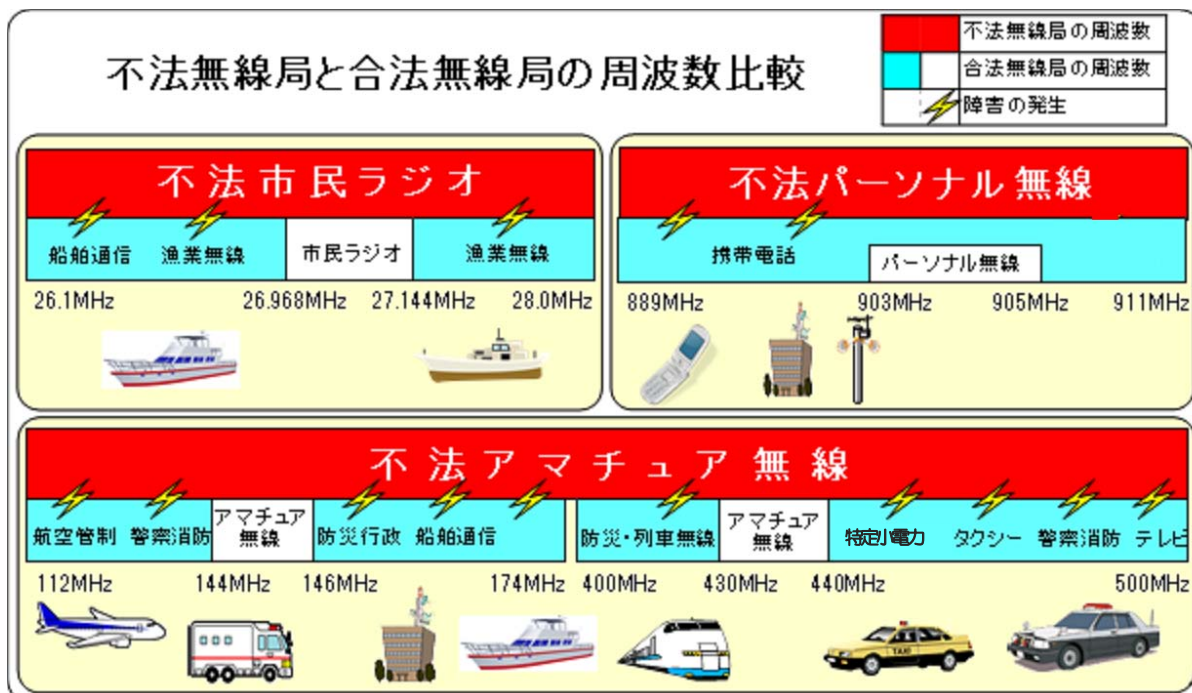 不法無線局と合法無線局の周波数比較
不法無線局の周波数
合法無線局の周波数
障害の発生
不法市民ラジオ
船舶通信 漁業無線 市民ラジオ 漁業無線
26.1MHz 26.968MHz 27.144MHz 28.0MHz
不法パーソナル無線
携帯電話 パーソナル無線
889MHz 903MHz 905MHz 911MHz
不法アマチュア無線
航空管制 警察消防 アマチュア無線 防災行政 船舶通信 防災・列車無線 アマチュア無線 特定小電力 タクシー 警察消防 テレビ
112MHz 144MHz 146MHz 174MHz 400MHz 430MHz 440MHz 500MHz
TAXI